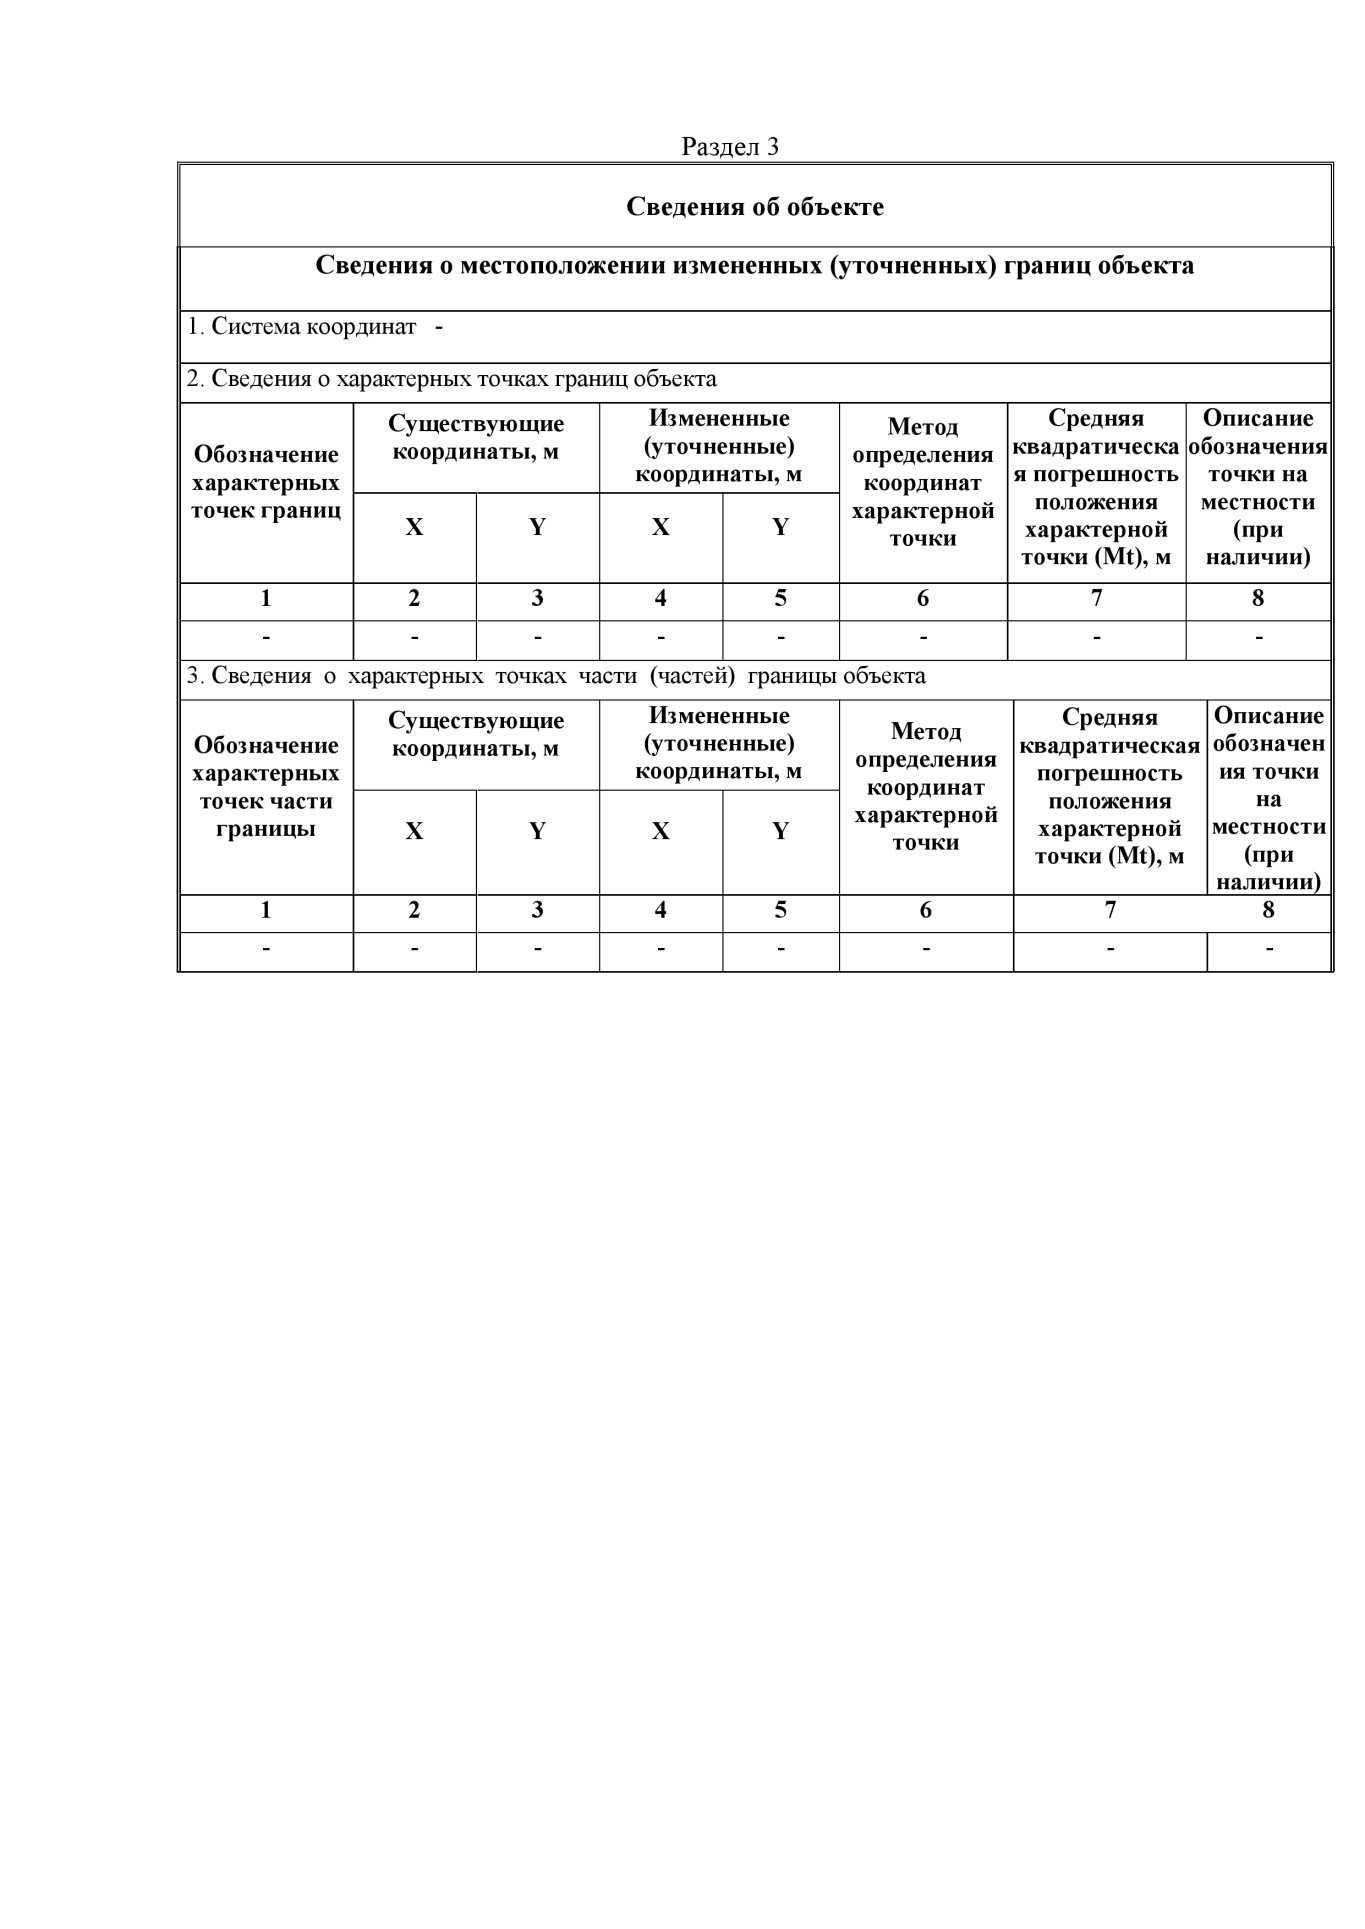 Раздел 3
Сведения об объекте
Сведения о местоположении измененных (уточненных) границ объекта
1. Система координат -
2. Сведения о характерных точках границ объекта
Обозначение
характерных
точек границ
Существующие
координаты, м
X Y
Измененные
(уточненные)
координаты, м
X Y
Метод
определения
координат
характерной
точки
Средняя
квадратическа
я погрешность
положения
характерной
точки (Mt), м
Описание
обозначения
точки на
местности
(при
наличии)
1 2 3 4 5 6 7 8
- - - - - - - -
3. Сведения о характерных точках части (частей) границы объекта
Обозначение
характерных
точек части
границы
Существующие
координаты, м
X Y
Измененные
(уточненные)
координаты, м
X Y
Метод
определения
координат
характерной
точки
Средняя
квадратическая
погрешность
положения
характерной
точки (Mt), м
Описание
обозначен
ия точки
на
местности
(при
наличии)
1 2 3 4 5 6 7 8
- - - - - - - -